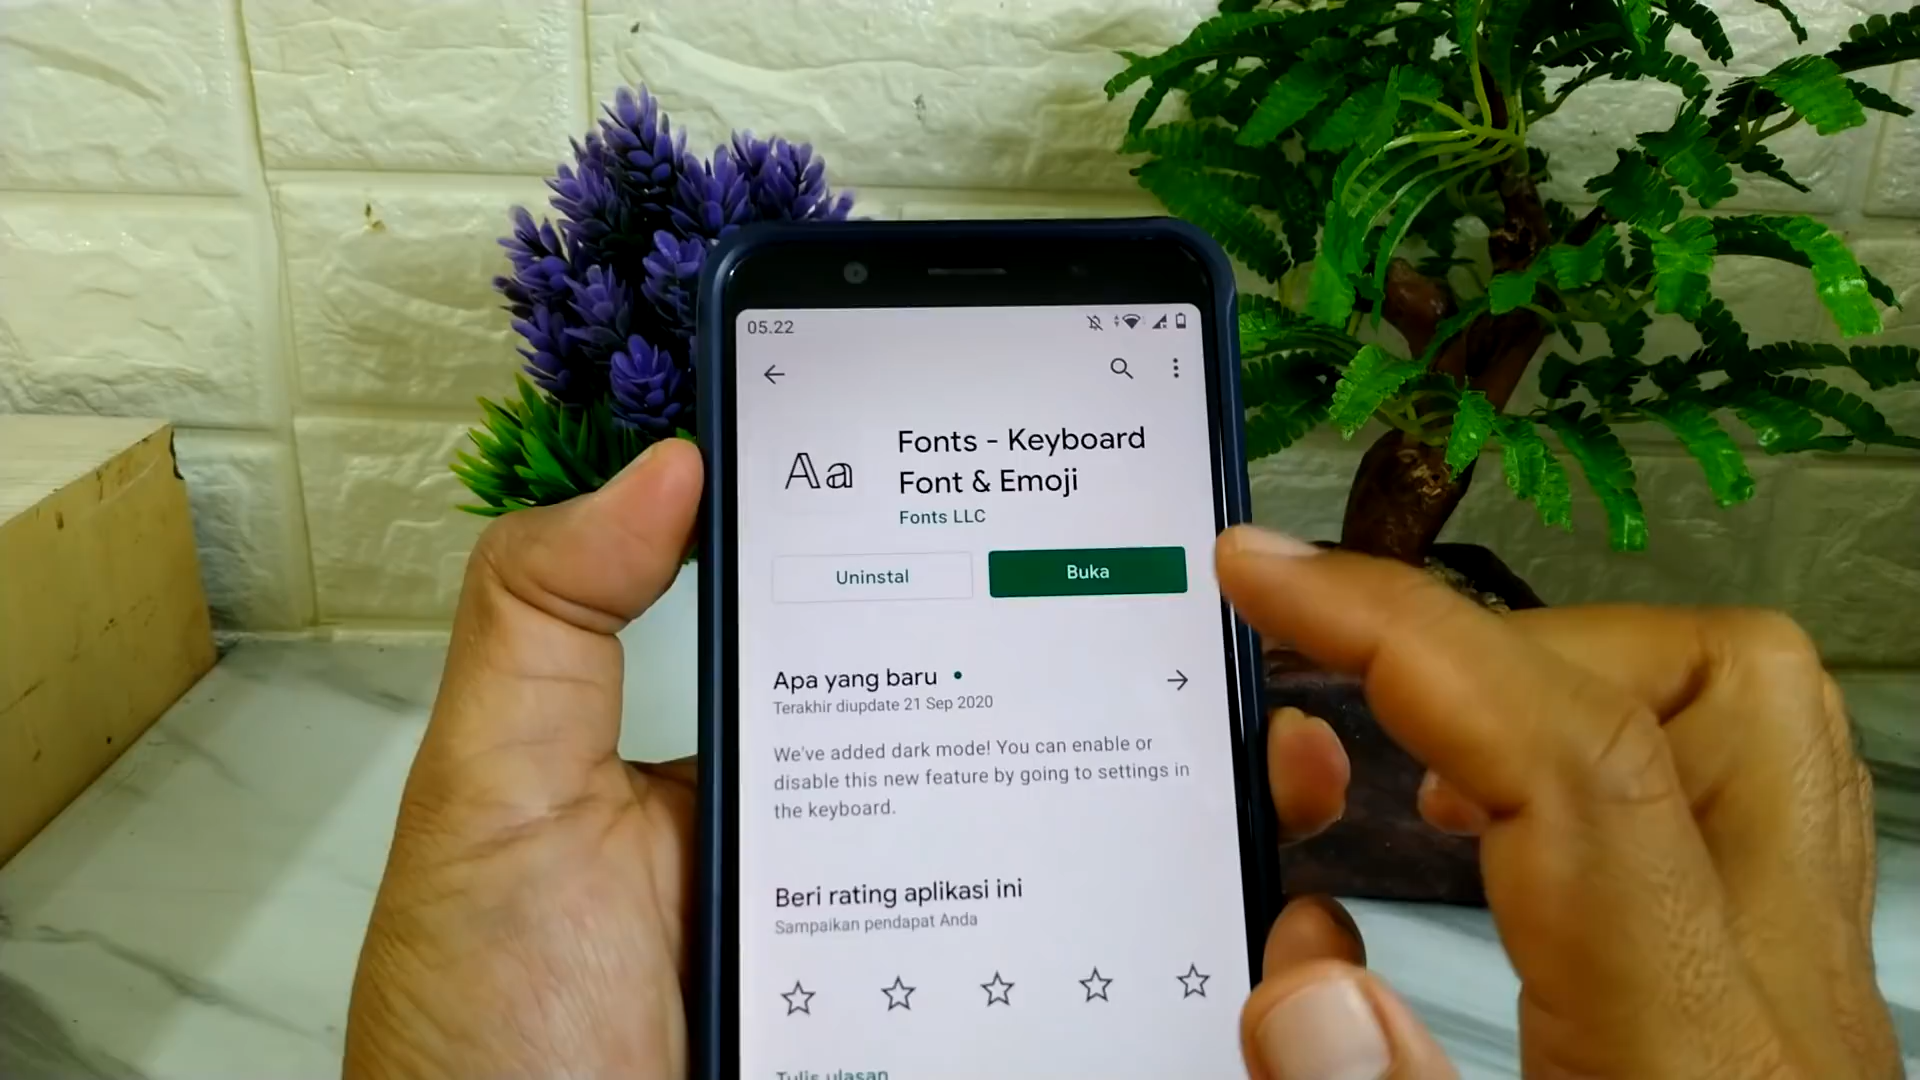 05.22
Aa
Fonts - Keyboard
Font & Emoji
Fonts LLC
Uninstal
Buka
Apa yang baru
Terakhir diupdate 21 Sep 2020
We've added dark mode! You can enable or
disable this new feature by going to settings in
the keyboard.
Beri rating aplikasi ini
Sampaikan pendapat Anda
Tulis ulasan